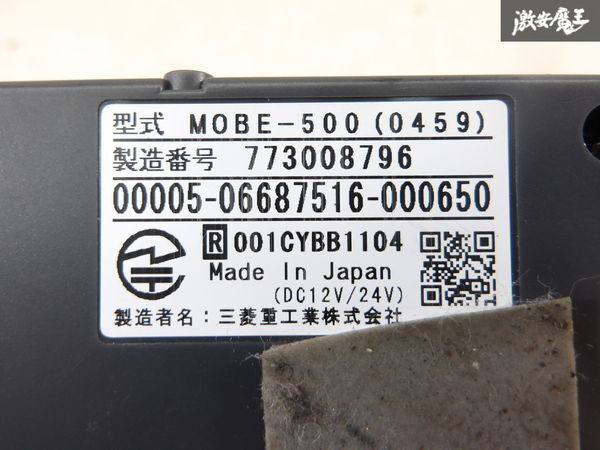 激安魔王
型式 MOBE-500(0459)
製造番号 773008796
00005-06687516-000650
R 001CYBB1104
Made In Japan
(DC12V/24V)
製造者名：三菱重工業株式会社